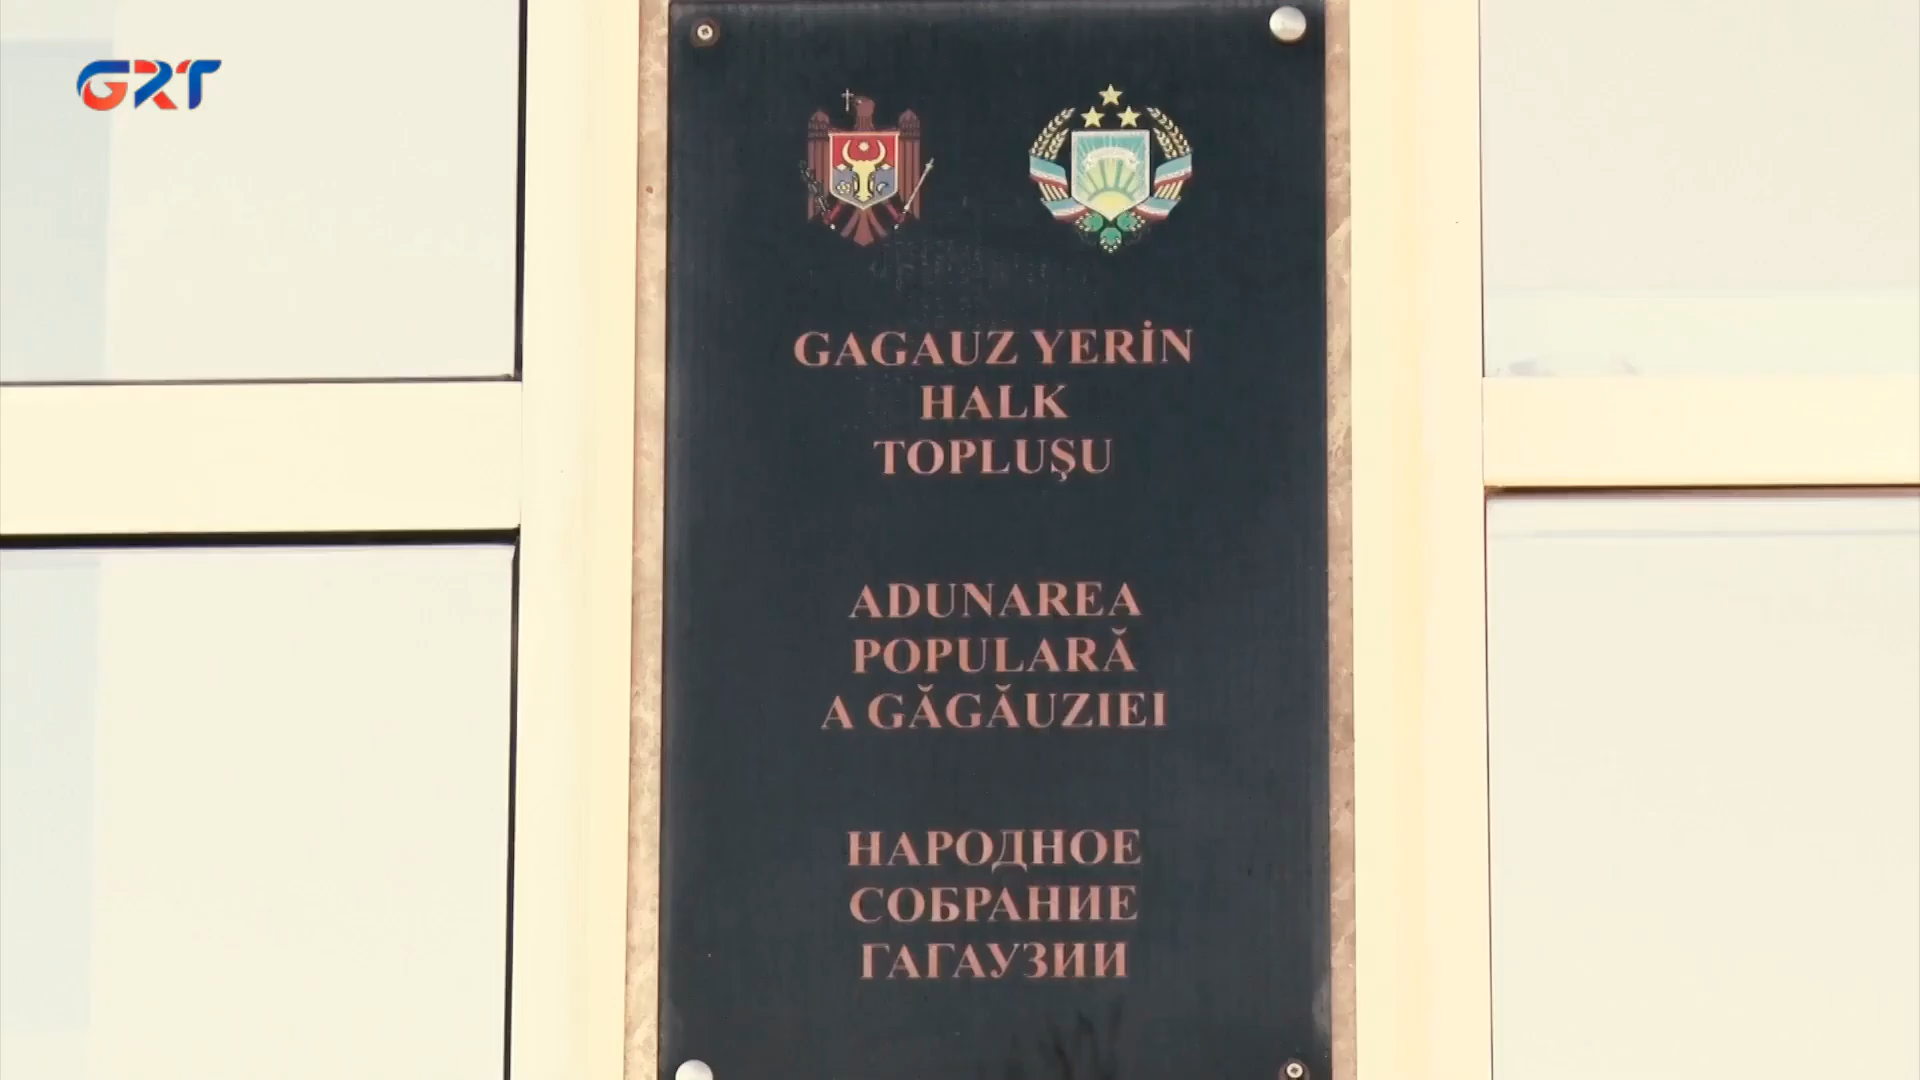 GRT
GAGAUZ YERİN
HALK
TOPLUŞU
ADUNAREA
POPULARĂ
A GĂGĂUZIEI
НАРОДНОЕ
СОБРАНИЕ
ГАГАУЗИИ